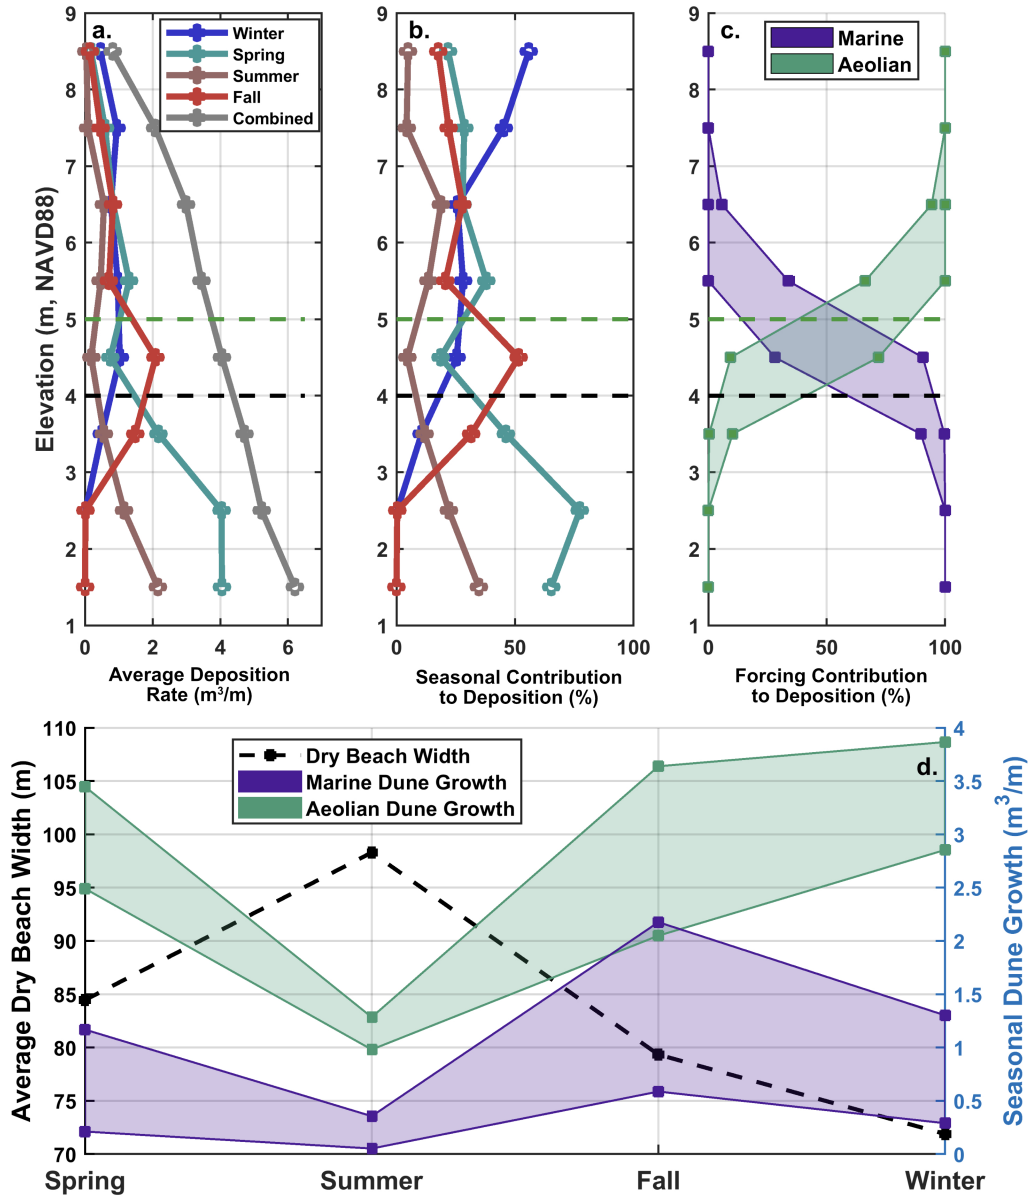 a.
Winter
Spring
Summer
Fall
Combined
b.
c.
Marine
Aeolian
Elevation (m, NAVD88)
9
8
7
6
5
4
3
2
1
0
2
4
6
Average Deposition
Rate (m³/m)
9
8
7
6
5
4
3
2
1
0
50
100
Seasonal Contribution
to Deposition (%)
9
8
7
6
5
4
3
2
1
0
50
100
Forcing Contribution
to Deposition (%)
d.
Dry Beach Width
Marine Dune Growth
Aeolian Dune Growth
Average Dry Beach Width (m)
110
105
100
95
90
85
80
75
70
Spring
Summer
Fall
Winter
4
3.5
3
2.5
2
1.5
1
0.5
0
Seasonal Dune Growth (m³/m)